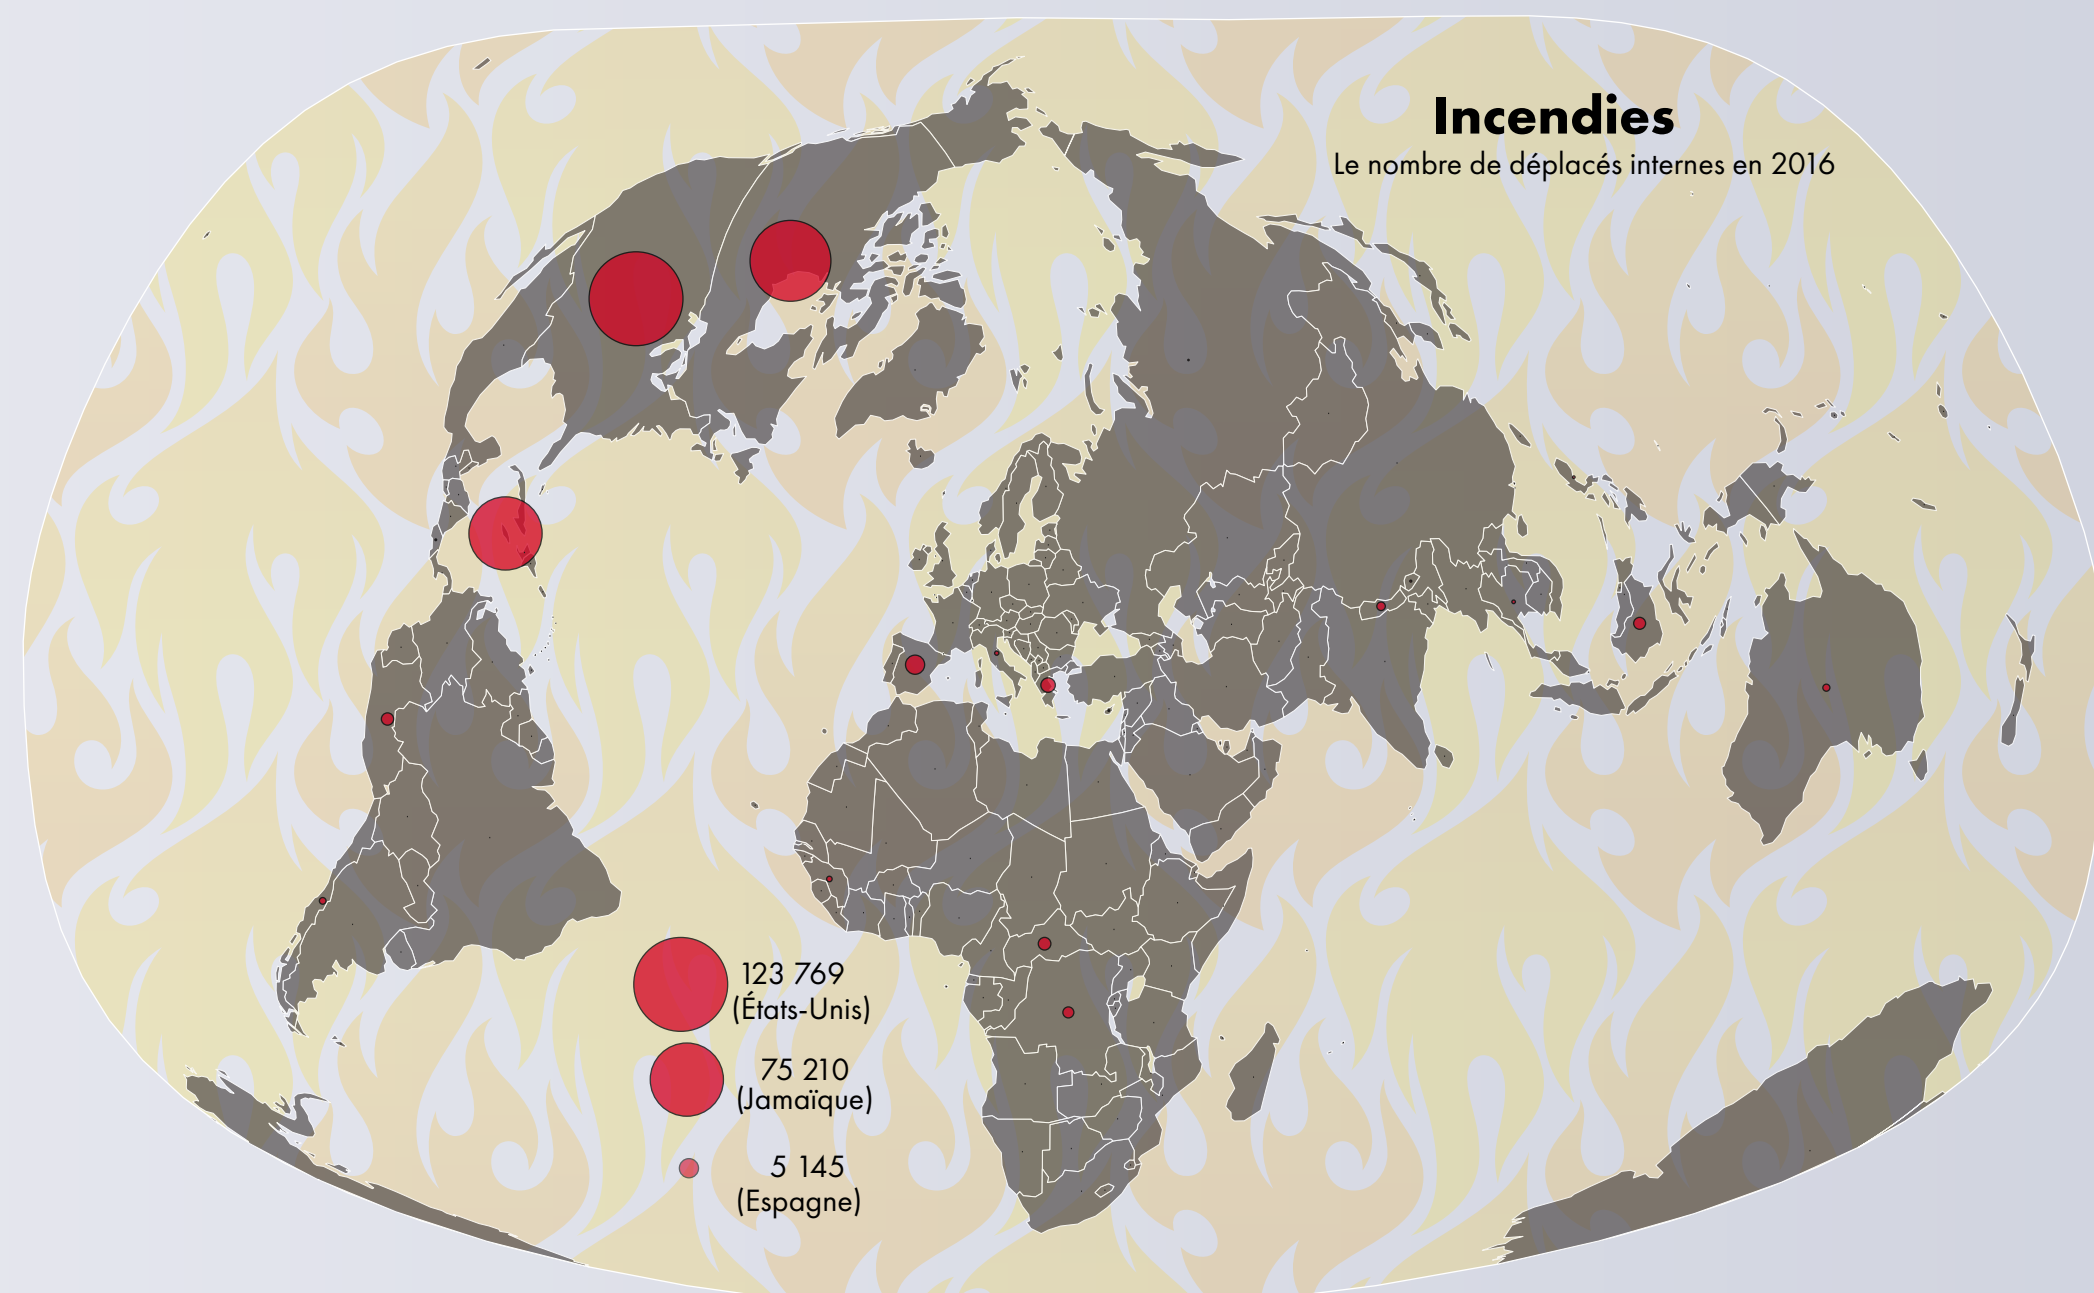 Incendies
Le nombre de déplacés internes en 2016
123 769
(États-Unis)
75 210
(Jamaïque)
5 145
(Espagne)